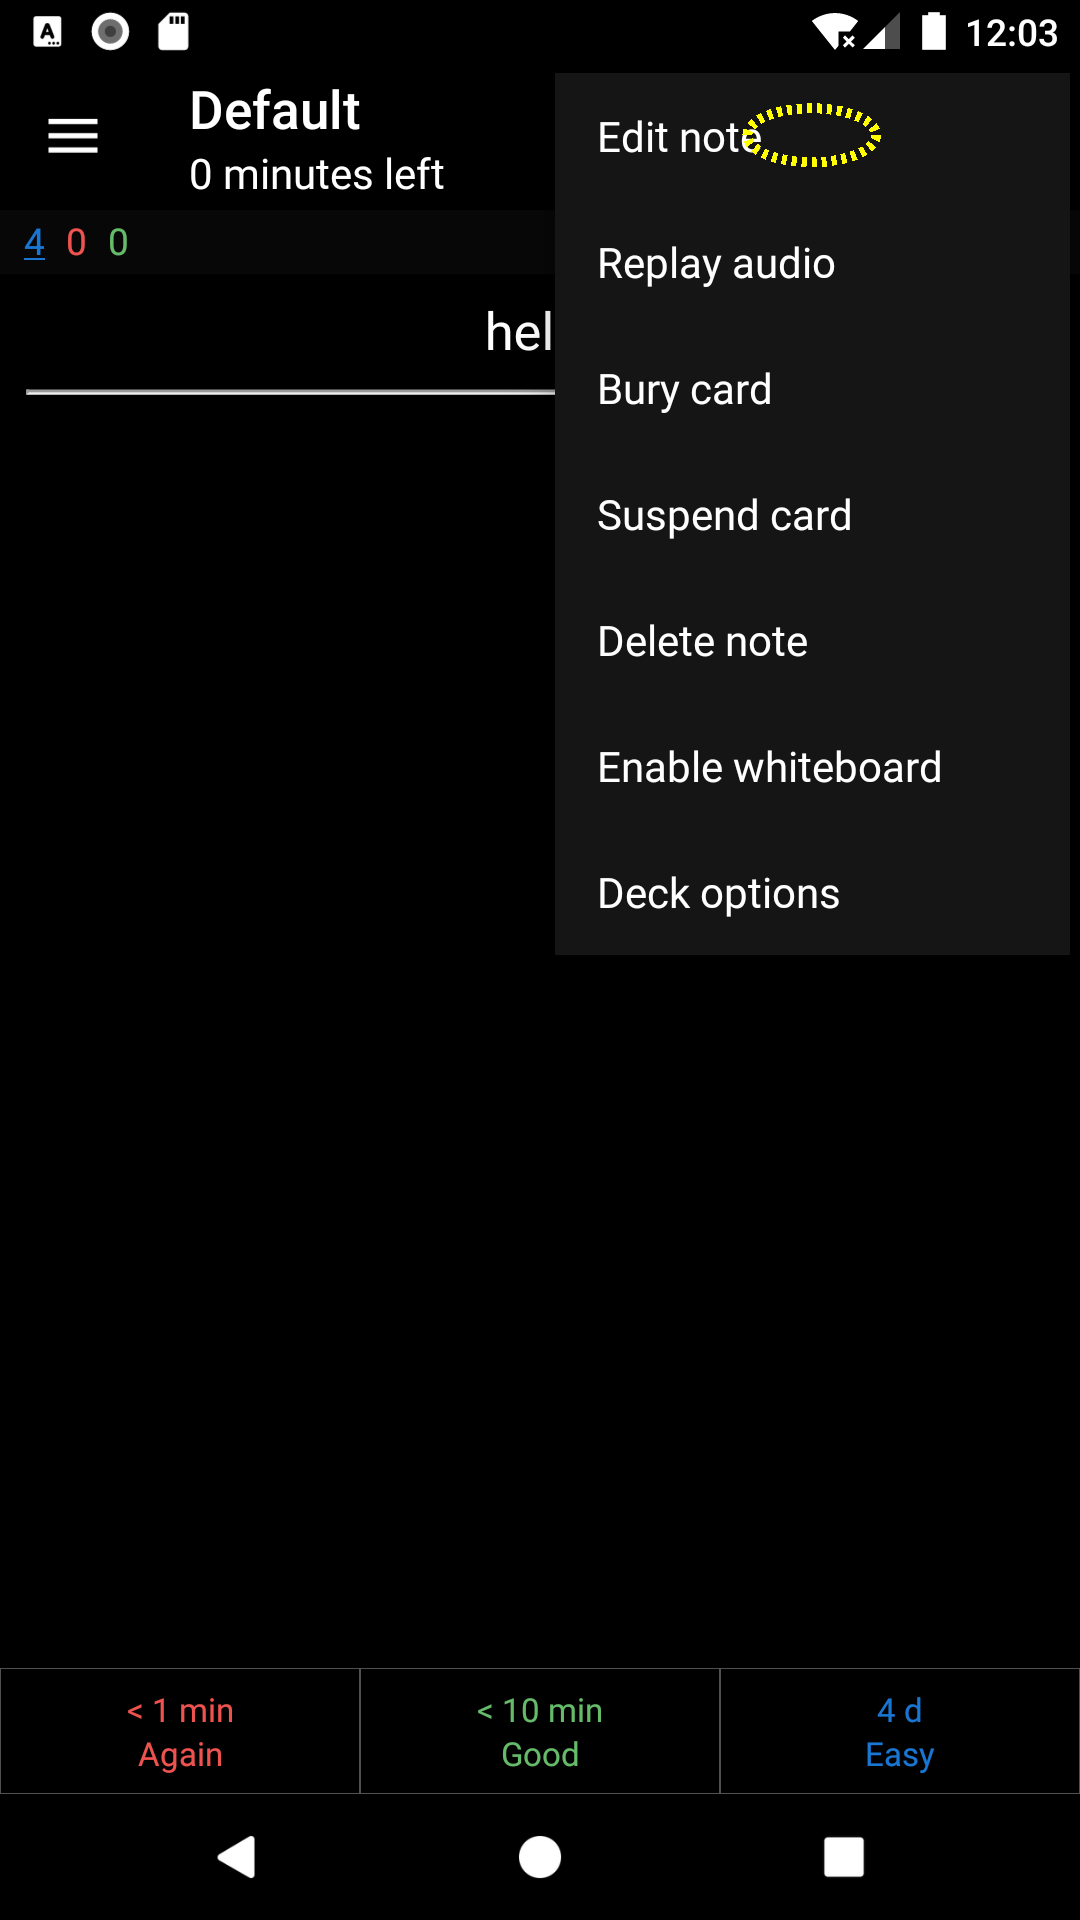 12:03
Default
0 minutes left
4 0 0
hel
Edit note
Replay audio
Bury card
Suspend card
Delete note
Enable whiteboard
Deck options
< 1 min
Again
< 10 min
Good
4 d
Easy